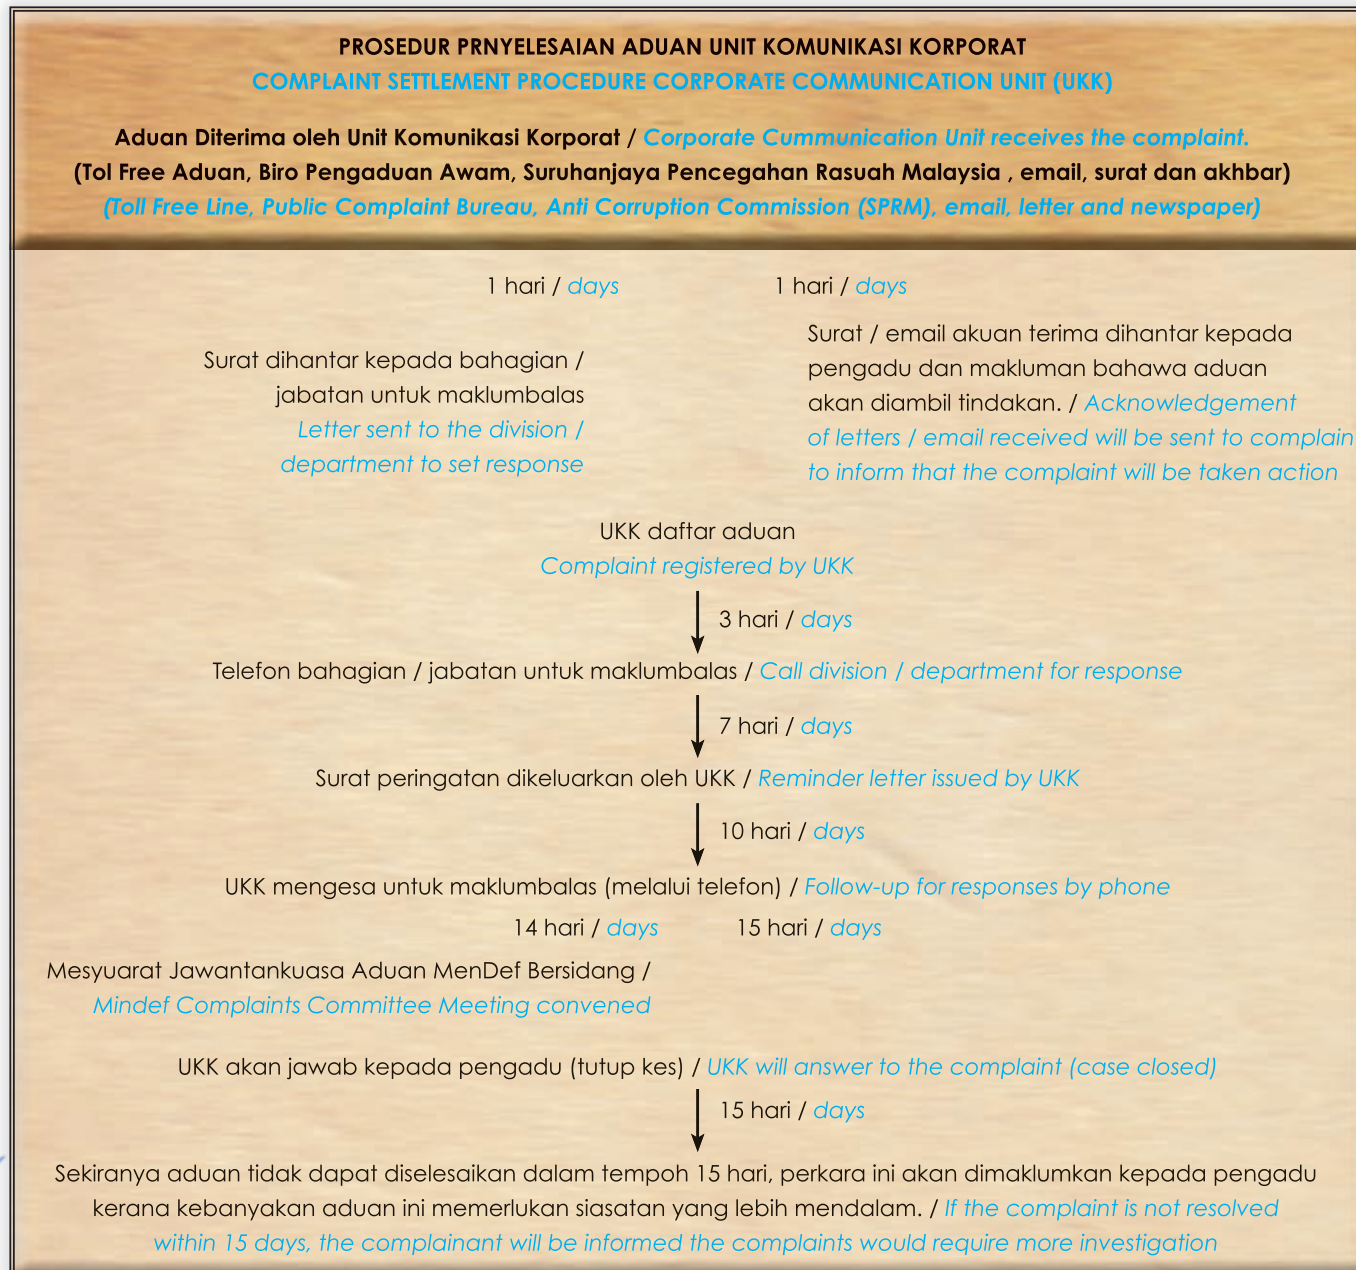 PROSEDUR PRNYELESAIAN ADUAN UNIT KOMUNIKASI KORPORAT
COMPLAINT SETTLEMENT PROCEDURE CORPORATE COMMUNICATION UNIT (UKK)
Aduan Diterima oleh Unit Komunikasi Korporat / Corporate Cummunication Unit receives the complaint.
(Tol Free Aduan, Biro Pengaduan Awam, Suruhanjaya Pencegahan Rasuah Malaysia , email, surat dan akhbar)
(Toll Free Line, Public Complaint Bureau, Anti Corruption Commission (SPRM), email, letter and newspaper)
1 hari / days
Surat dihantar kepada bahagian /
jabatan untuk maklumbalas
Letter sent to the division /
department to set response
1 hari / days
Surat / email akuan terima dihantar kepada
pengadu dan makluman bahawa aduan
akan diambil tindakan. / Acknowledgement
of letters / email received will be sent to complain
to inform that the complaint will be taken action
UKK daftar aduan
Complaint registered by UKK
3 hari / days
Telefon bahagian / jabatan untuk maklumbalas / Call division / department for response
7 hari / days
Surat peringatan dikeluarkan oleh UKK / Reminder letter issued by UKK
10 hari / days
UKK mengesa untuk maklumbalas (melalui telefon) / Follow-up for responses by phone
14 hari / days
15 hari / days
Mesyuarat Jawantankuasa Aduan MenDef Bersidang /
Mindef Complaints Committee Meeting convened
UKK akan jawab kepada pengadu (tutup kes) / UKK will answer to the complaint (case closed)
15 hari / days
Sekiranya aduan tidak dapat diselesaikan dalam tempoh 15 hari, perkara ini akan dimaklumkan kepada pengadu
kerana kebanyakan aduan ini memerlukan siasatan yang lebih mendalam. / If the complaint is not resolved
within 15 days, the complainant will be informed the complaints would require more investigation